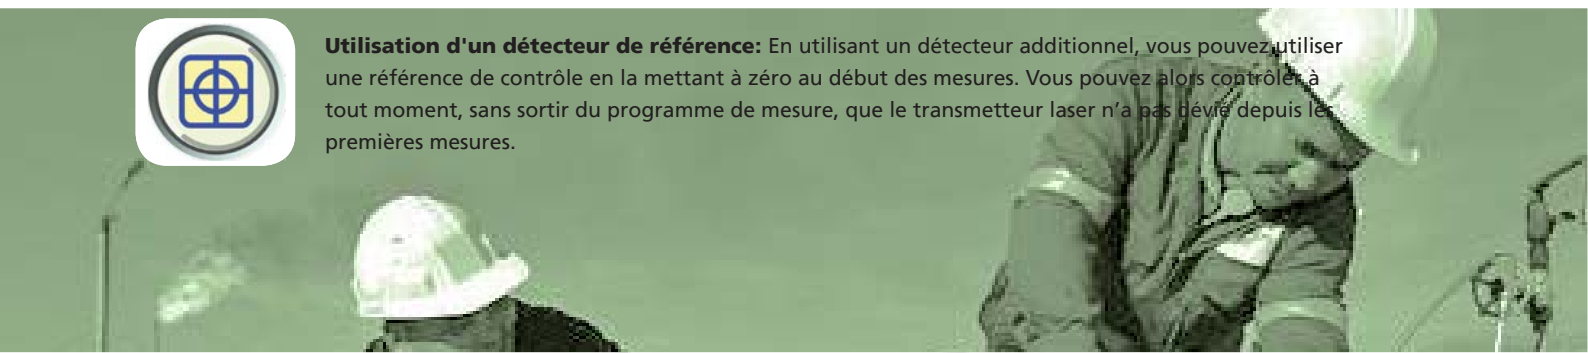 Utilisation d'un détecteur de référence: En utilisant un détecteur additionnel, vous pouvez utiliser
une référence de contrôle en la mettant à zéro au début des mesures. Vous pouvez alors contrôler à
tout moment, sans sortir du programme de mesure, que le transmetteur laser n’a pas dévié depuis les
premières mesures.